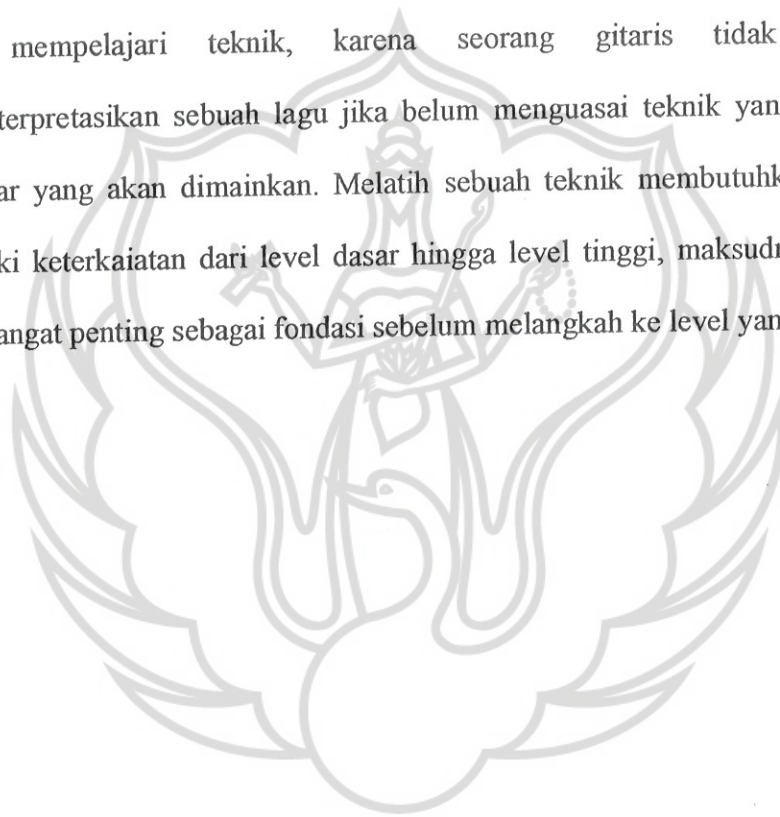 mempelajari teknik, karena seorang gitaris tidak
terpretasikan sebuah lagu jika belum menguasai teknik yan
ar yang akan dimainkan. Melatih sebuah teknik membutuhk
ki keterkaiatan dari level dasar hingga level tinggi, maksudn
angat penting sebagai fondasi sebelum melangkah ke level yan